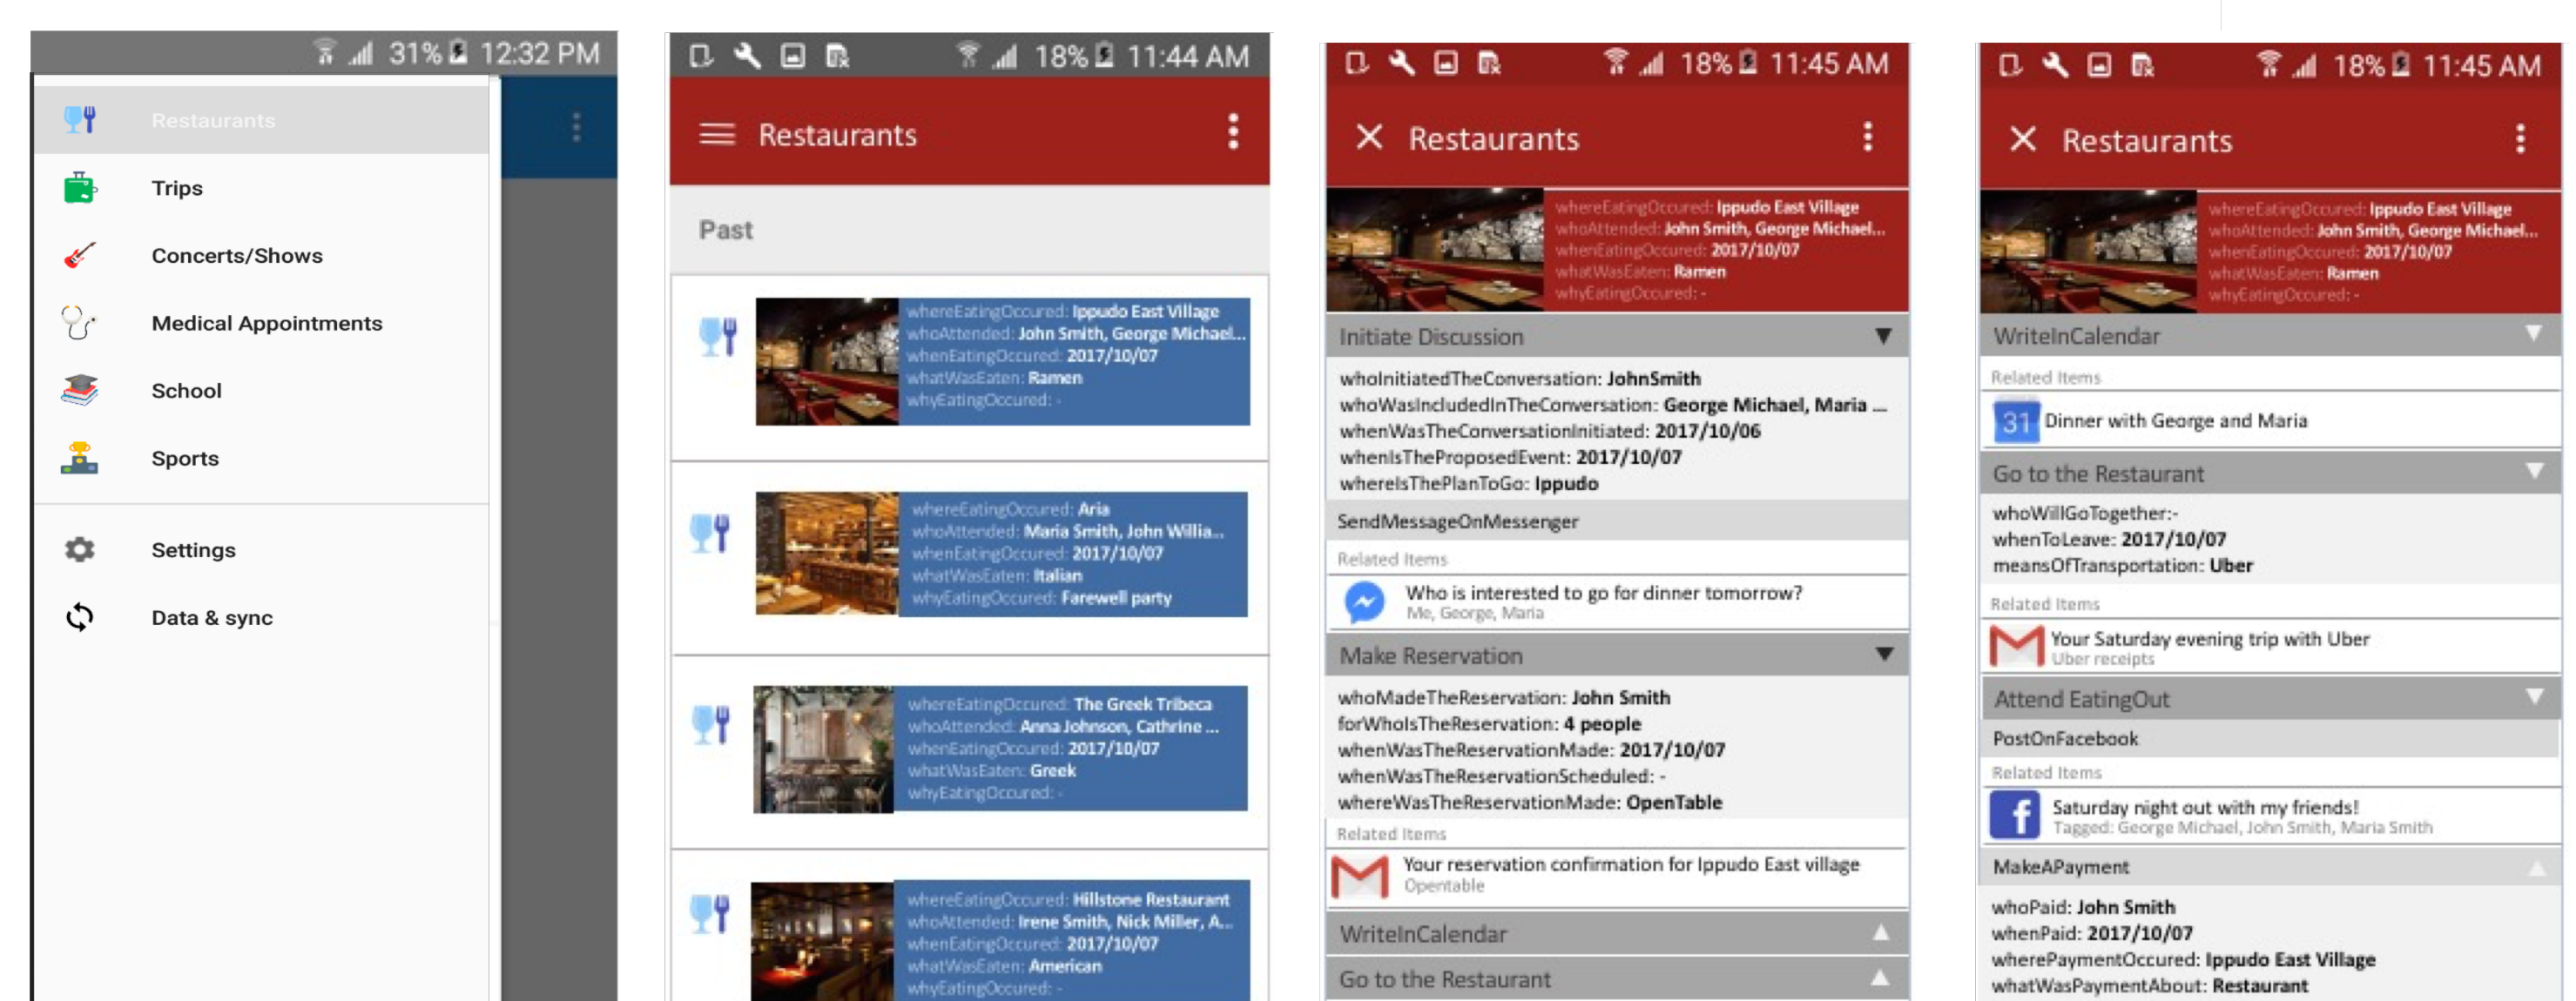 31% 12:32 PM
Restaurants
Trips
Concerts/Shows
Medical Appointments
School
Sports
Settings
Data & sync
18% 11:44 AM
Restaurants
Past
whereEatingOccured: Ippudo East Village
whoAttended: John Smith, George Michael...
whenEatingOccured: 2017/10/07
whatWasEaten: Ramen
whyEatingOccured: -
whereEatingOccured: Aria
whoAttended: Maria Smith, John Willia...
whenEatingOccured: 2017/10/07
whatWasEaten: Italian
whyEatingOccured: Farewell party
whereEatingOccured: The Greek Tribeca
whoAttended: Anna Johnson, Cathrine ...
whenEatingOccured: 2017/10/07
whatWasEaten: Greek
whyEatingOccured: -
whereEatingOccured: Hillstone Restaurant
whoAttended: Irene Smith, Nick Miller, A...
whenEatingOccured: 2017/10/07
whatWasEaten: American
whyEatingOccured: -
18% 11:45 AM
Restaurants
whereEatingOccured: Ippudo East Village
whoAttended: John Smith, George Michael...
whenEatingOccured: 2017/10/07
whatWasEaten: Ramen
whyEatingOccured: -
Initiate Discussion
whoInitiatedTheConversation: JohnSmith
whoWasIncludedInTheConversation: George Michael, Maria ...
whenWasTheConversationInitiated: 2017/10/06
whenIsTheProposedEvent: 2017/10/07
whereIsThePlanToGo: Ippudo
SendMessageOnMessenger
Related Items
Who is interested to go for dinner tomorrow?
Me, George, Maria
Make Reservation
whoMadeTheReservation: John Smith
forWhoIsTheReservation: 4 people
whenWasTheReservationMade: 2017/10/07
whenWasTheReservationScheduled: -
whereWasTheReservationMade: OpenTable
Related Items
Your reservation confirmation for Ippudo East village
Opentable
WriteInCalendar
Go to the Restaurant
18% 11:45 AM
Restaurants
whereEatingOccured: Ippudo East Village
whoAttended: John Smith, George Michael...
whenEatingOccured: 2017/10/07
whatWasEaten: Ramen
whyEatingOccured: -
WriteInCalendar
Related Items
31 Dinner with George and Maria
Go to the Restaurant
whoWillGoTogether:-
whenToLeave: 2017/10/07
meansOfTransportation: Uber
Related Items
Your Saturday evening trip with Uber
Uber receipts
Attend EatingOut
PostOnFacebook
Related Items
f Saturday night out with my friends!
Tagged: George Michael, John Smith, Maria Smith
MakeAPayment
whoPaid: John Smith
whenPaid: 2017/10/07
wherePaymentOccured: Ippudo East Village
whatWasPaymentAbout: Restaurant